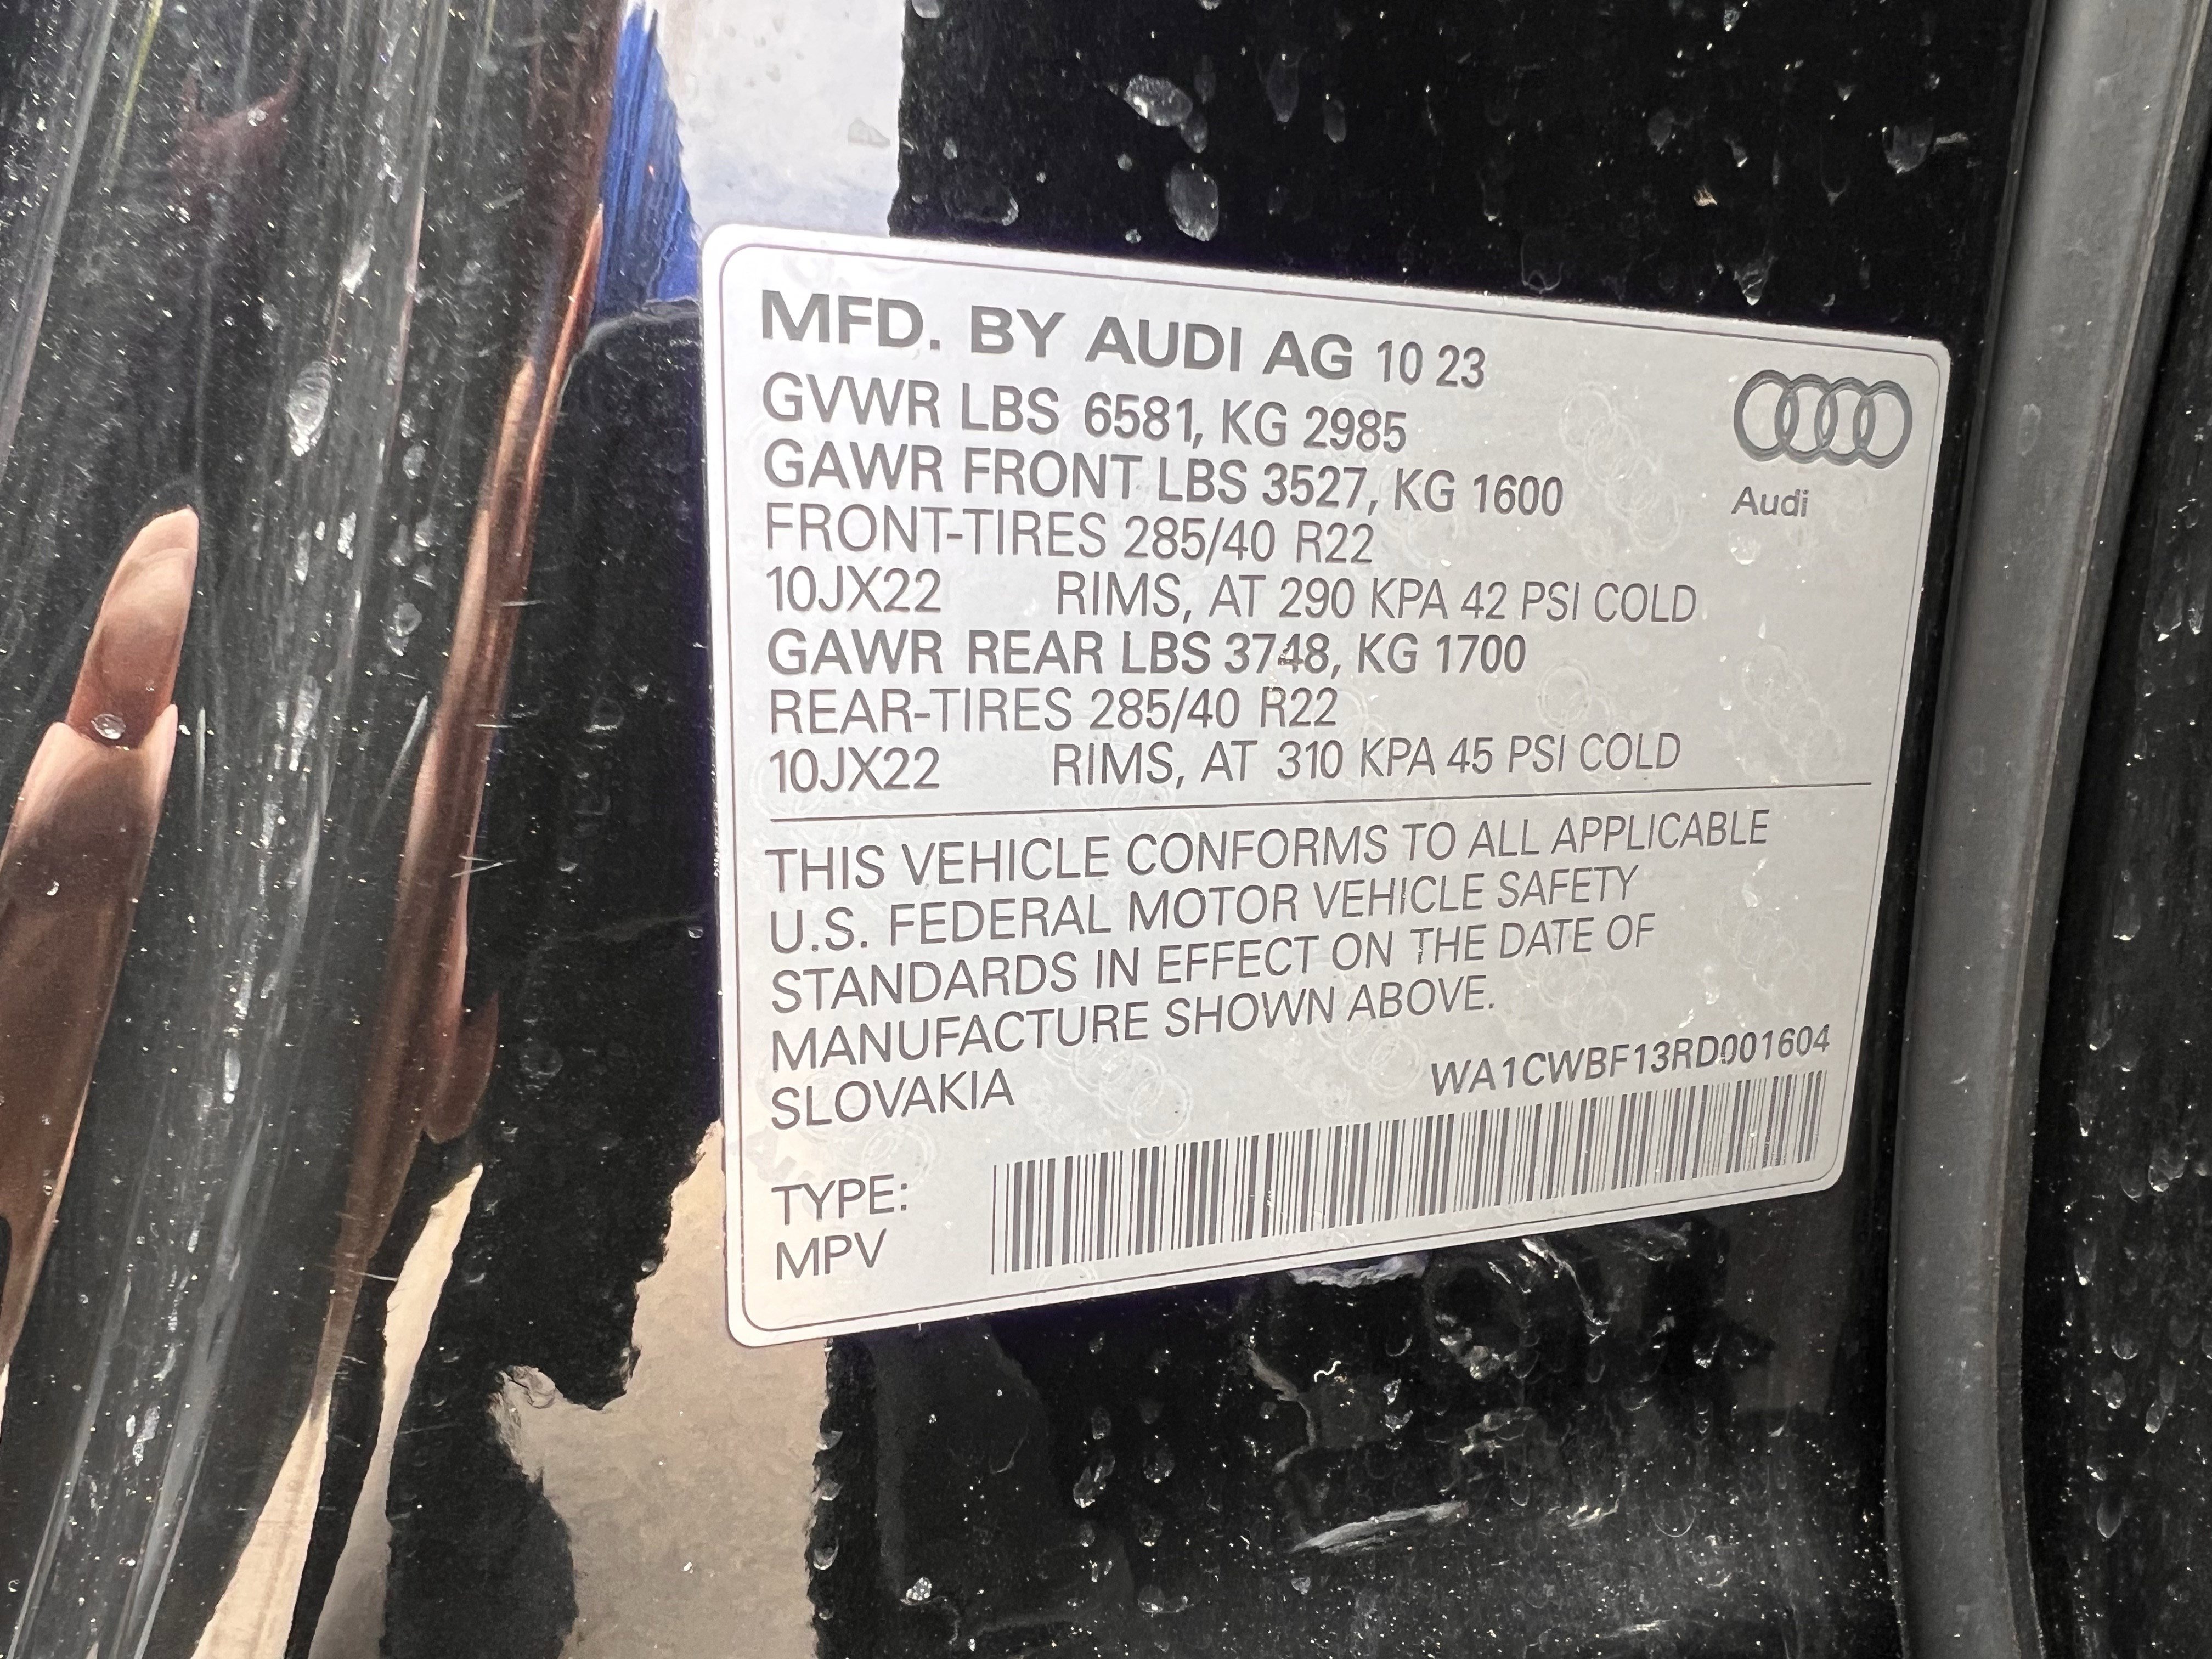 MFD. BY AUDI AG 10 23
GVWR LBS 6581, KG 2985
GAWR FRONT LBS 3527, KG 1600
FRONT-TIRES 285/40 R22
10JX22 RIMS, AT 290 KPA 42 PSI COLD
GAWR REAR LBS 3748, KG 1700
REAR-TIRES 285/40 R22
10JX22 RIMS, AT 310 KPA 45 PSI COLD
Audi
THIS VEHICLE CONFORMS TO ALL APPLICABLE
U.S. FEDERAL MOTOR VEHICLE SAFETY
STANDARDS IN EFFECT ON THE DATE OF
MANUFACTURE SHOWN ABOVE.
SLOVAKIA WA1CWBF13RD001604
TYPE:
MPV